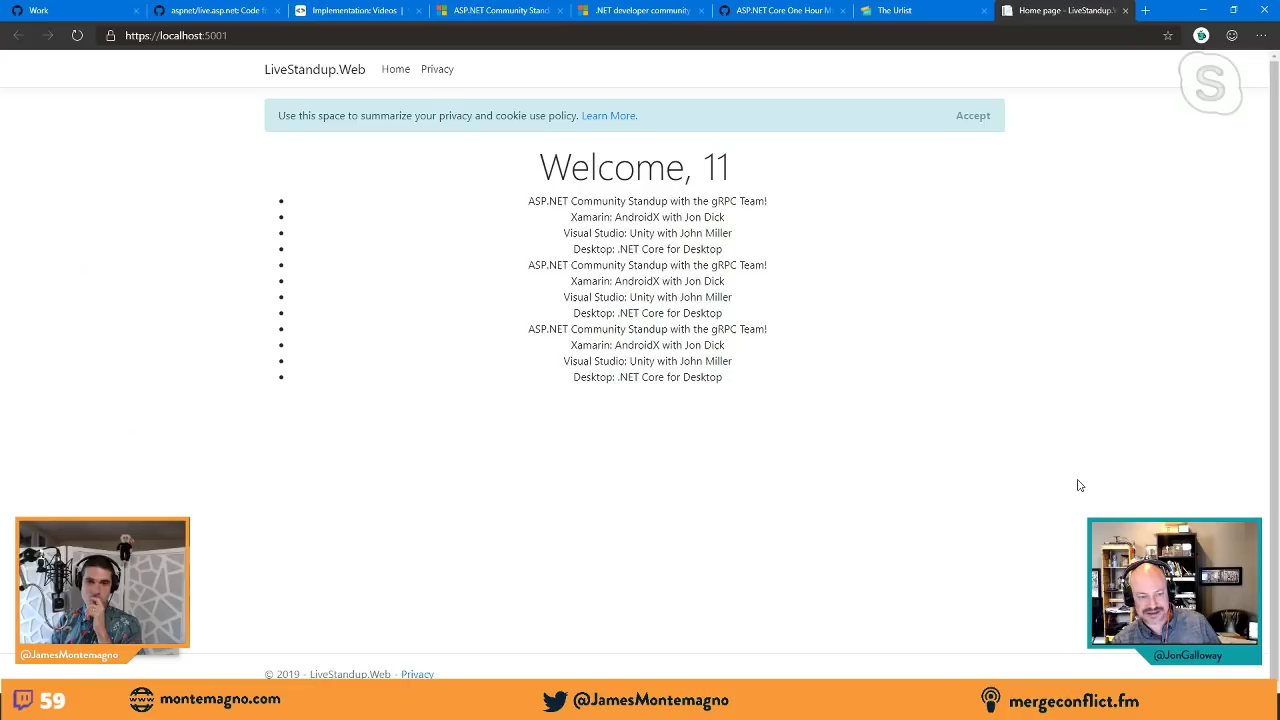 Work
aspnet/live.asp.net: Code f
Implementation: Videos |
ASP.NET Community Stand
.NET developer community
ASP.NET Core One Hour M
The Urlist
Home page - LiveStandup.W
https://localhost:5001
LiveStandup.Web Home Privacy
Use this space to summarize your privacy and cookie use policy. Learn More.
Accept
Welcome, 11
ASP.NET Community Standup with the gRPC Team!
Xamarin: AndroidX with Jon Dick
Visual Studio: Unity with John Miller
Desktop: .NET Core for Desktop
ASP.NET Community Standup with the gRPC Team!
Xamarin: AndroidX with Jon Dick
Visual Studio: Unity with John Miller
Desktop: .NET Core for Desktop
ASP.NET Community Standup with the gRPC Team!
Xamarin: AndroidX with Jon Dick
Visual Studio: Unity with John Miller
Desktop: .NET Core for Desktop
@JamesMontemagno
@JonGalloway
© 2019 - LiveStandup.Web - Privacy
59
montemagno.com
@JamesMontemagno
mergeconflict.fm